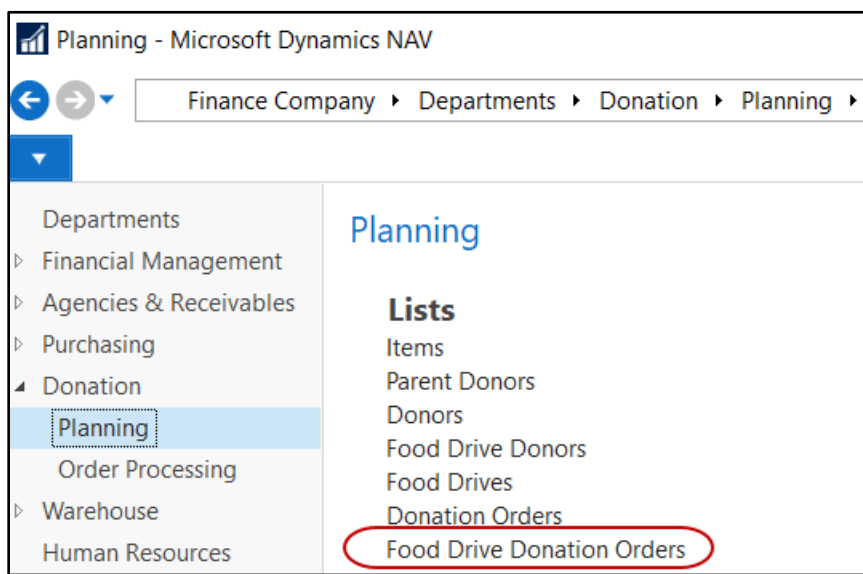 Planning - Microsoft Dynamics NAV
Finance Company Departments Donation Planning
Departments
Financial Management
Agencies & Receivables
Purchasing
Donation
Planning
Order Processing
Warehouse
Human Resources
Planning
Lists
Items
Parent Donors
Donors
Food Drive Donors
Food Drives
Donation Orders
Food Drive Donation Orders